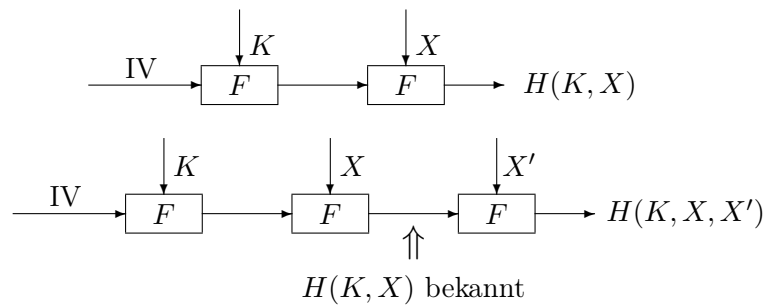 K X
IV F F H(K, X)
K X X′
IV F F F H(K, X, X′)
H(K, X) bekannt